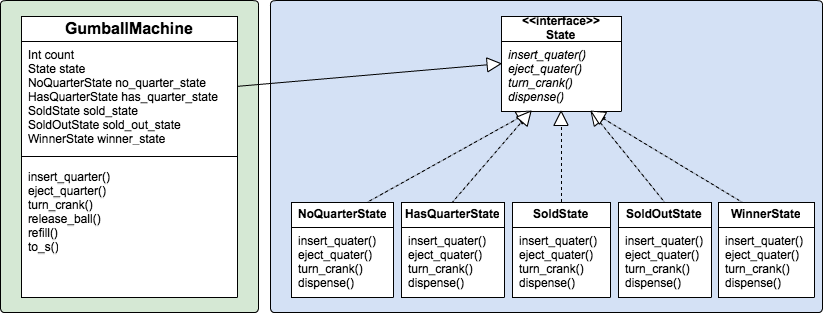 GumballMachine
Int count
State state
NoQuarterState no_quarter_state
HasQuarterState has_quarter_state
SoldState sold_state
SoldOutState sold_out_state
WinnerState winner_state
insert_quarter()
eject_quarter()
turn_crank()
release_ball()
refill()
to_s()
<<interface>>
State
insert_quater()
eject_quater()
turn_crank()
dispense()
NoQuarterState
insert_quater()
eject_quater()
turn_crank()
dispense()
HasQuarterState
insert_quater()
eject_quater()
turn_crank()
dispense()
SoldState
insert_quater()
eject_quater()
turn_crank()
dispense()
SoldOutState
insert_quater()
eject_quater()
turn_crank()
dispense()
WinnerState
insert_quater()
eject_quater()
turn_crank()
dispense()